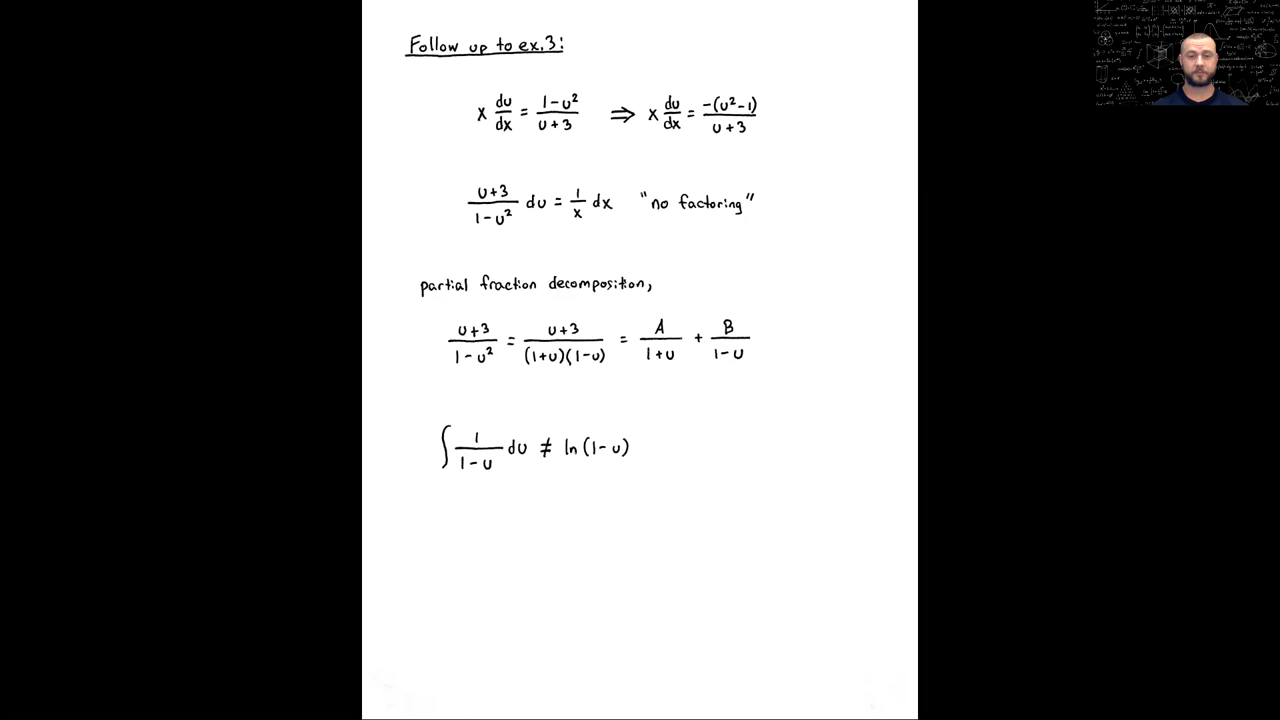 Follow up to ex.3:
x du/dx = (1-u²)/(u+3) ⇒ x du/dx = -(u²-1)/(u+3)
(u+3)/(1-u²) du = 1/x dx "no factoring"
partial fraction decomposition,
(u+3)/(1-u²) = (u+3)/((1+u)(1-u)) = A/(1+u) + B/(1-u)
∫ 1/(1-u) du ≠ ln(1-u)